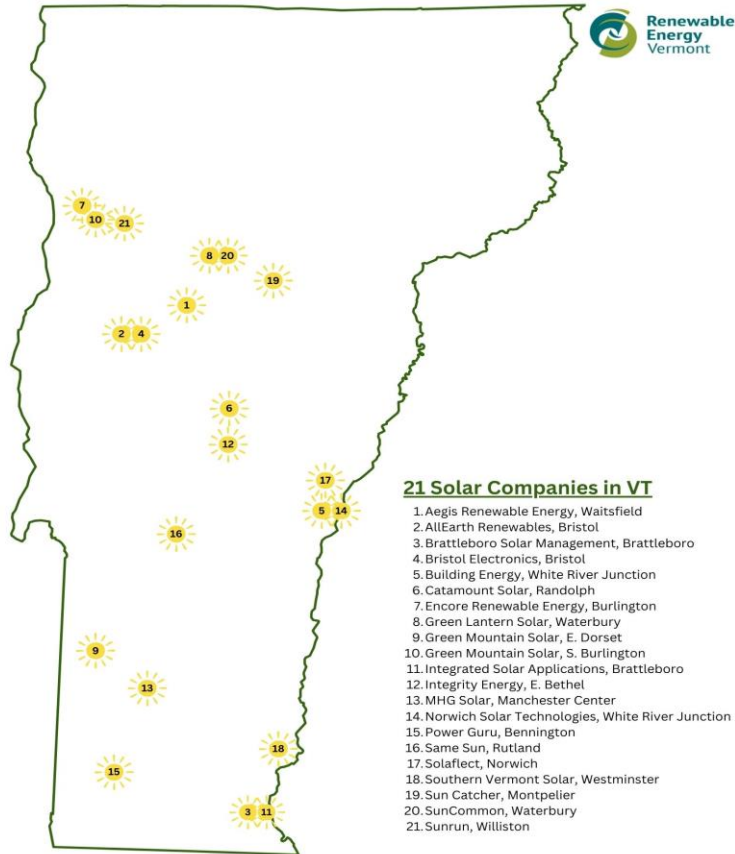 Renewable
Energy
Vermont
7
10
21
8
20
19
1
2
4
6
12
17
5
14
16
9
13
18
15
3
11
21 Solar Companies in VT
1. Aegis Renewable Energy, Waitsfield
2. AllEarth Renewables, Bristol
3. Brattleboro Solar Management, Brattleboro
4. Bristol Electronics, Bristol
5. Building Energy, White River Junction
6. Catamount Solar, Randolph
7. Encore Renewable Energy, Burlington
8. Green Lantern Solar, Waterbury
9. Green Mountain Solar, E. Dorset
10. Green Mountain Solar, S. Burlington
11. Integrated Solar Applications, Brattleboro
12. Integrity Energy, E. Bethel
13. MHG Solar, Manchester Center
14. Norwich Solar Technologies, White River Junction
15. Power Guru, Bennington
16. Same Sun, Rutland
17. Solaflect, Norwich
18. Southern Vermont Solar, Westminster
19. Sun Catcher, Montpelier
20. SunCommon, Waterbury
21. Sunrun, Williston